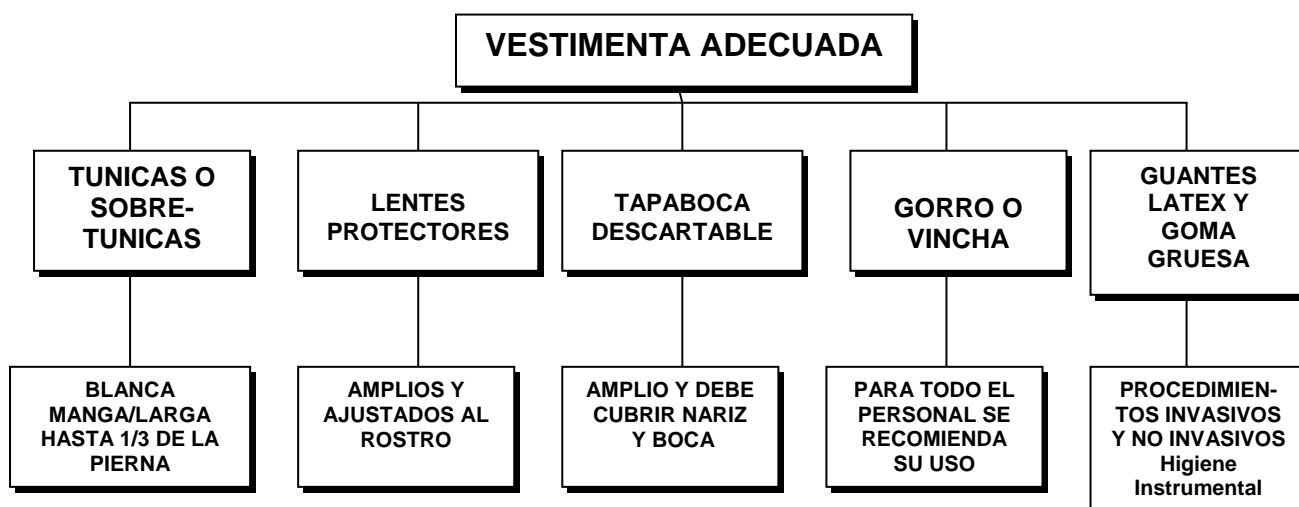 VESTIMENTA ADECUADA
TUNICAS O
SOBRE-
TUNICAS
LENTES
PROTECTORES
TAPABOCA
DESCARTABLE
GORRO O
VINCHA
GUANTES
LATEX Y
GOMA
GRUESA
BLANCA
MANGA/LARGA
HASTA 1/3 DE LA
PIERNA
AMPLIOS Y
AJUSTADOS AL
ROSTRO
AMPLIO Y DEBE
CUBRIR NARIZ
Y BOCA
PARA TODO EL
PERSONAL SE
RECOMIENDA
SU USO
PROCEDIMIEN-
TOS INVASIVOS
Y NO INVASIVOS
Higiene
Instrumental